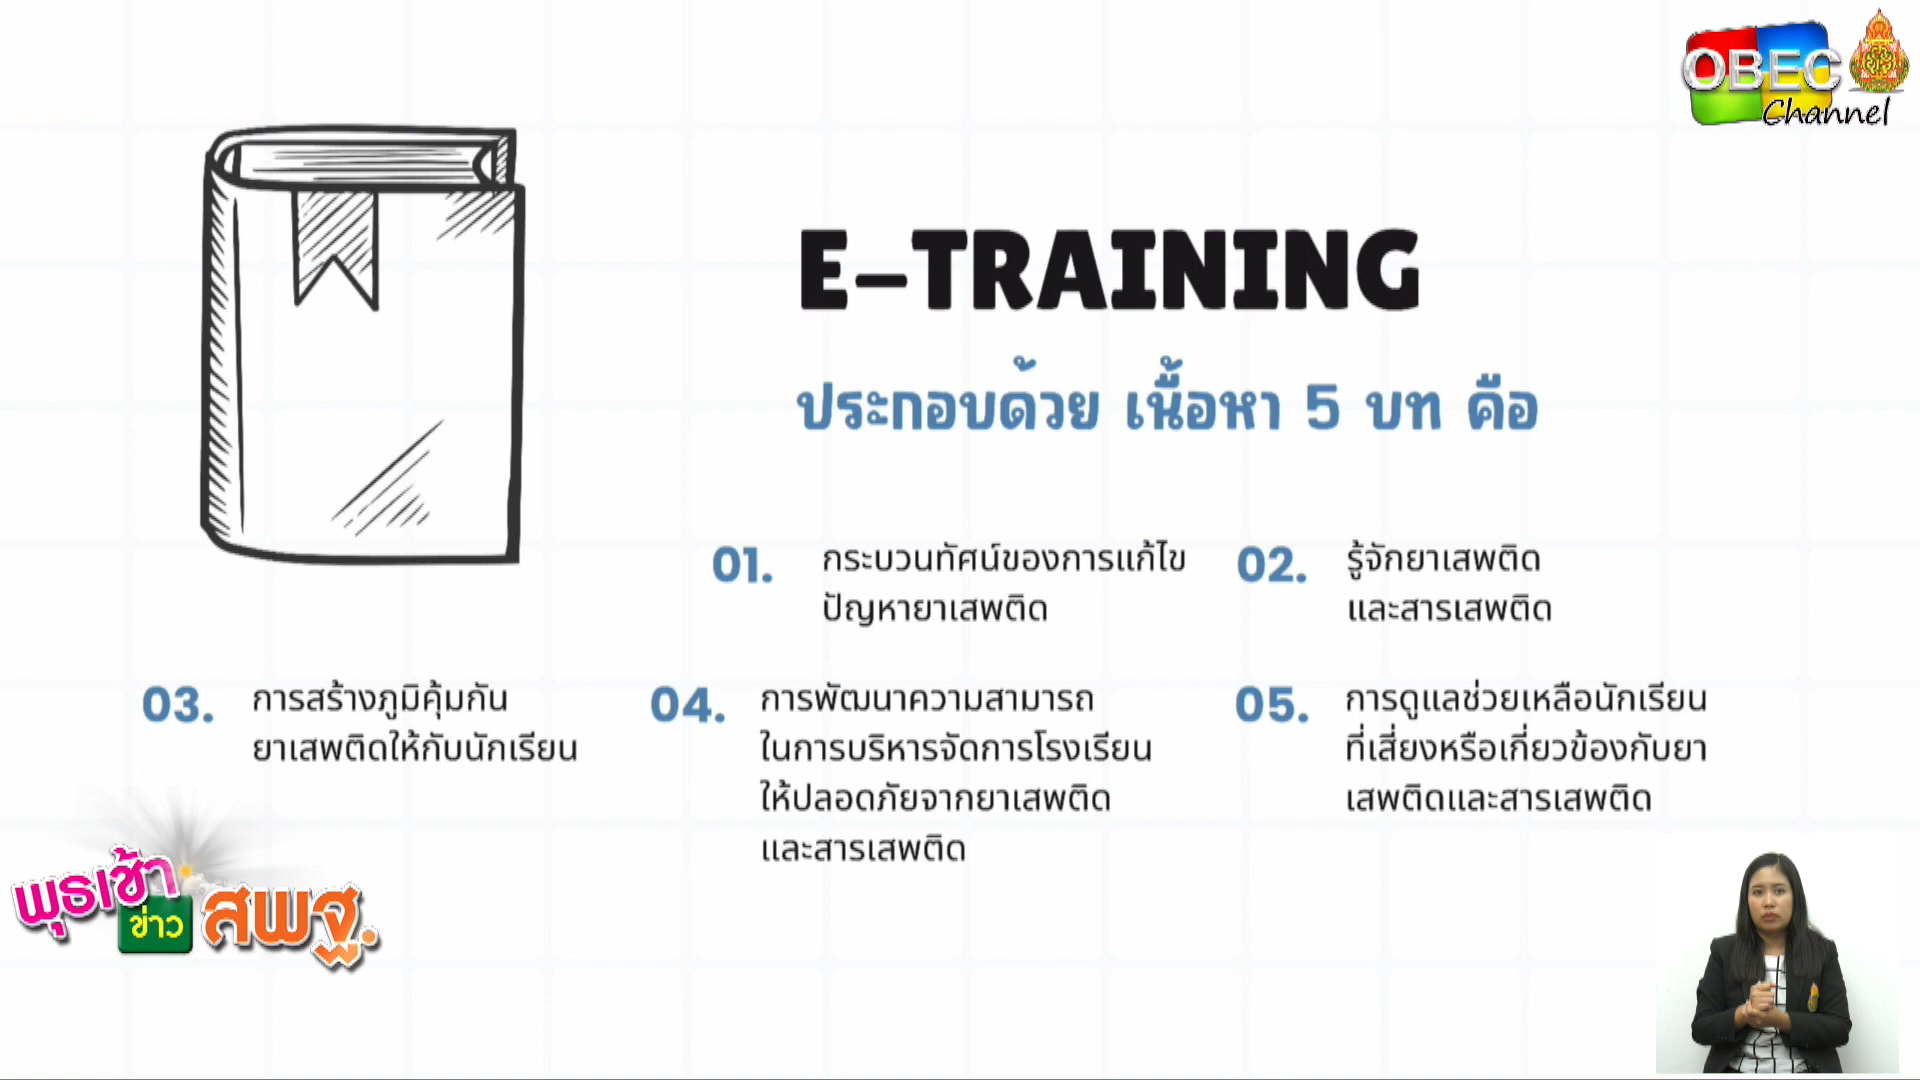 OBEC
Channel
E-TRAINING
ประกอบด้วย เนื้อหา 5 บท คือ
01. กระบวนทัศน์ของการแก้ไข
ปัญหายาเสพติด
02. รู้จักยาเสพติด
และสารเสพติด
03. การสร้างภูมิคุ้มกัน
ยาเสพติดให้กับนักเรียน
04. การพัฒนาความสามารถ
ในการบริหารจัดการโรงเรียน
ให้ปลอดภัยจากยาเสพติด
และสารเสพติด
05. การดูแลช่วยเหลือนักเรียน
ที่เสี่ยงหรือเกี่ยวข้องกับยา
เสพติดและสารเสพติด
พุธเช้า
ข่าว สพฐ.